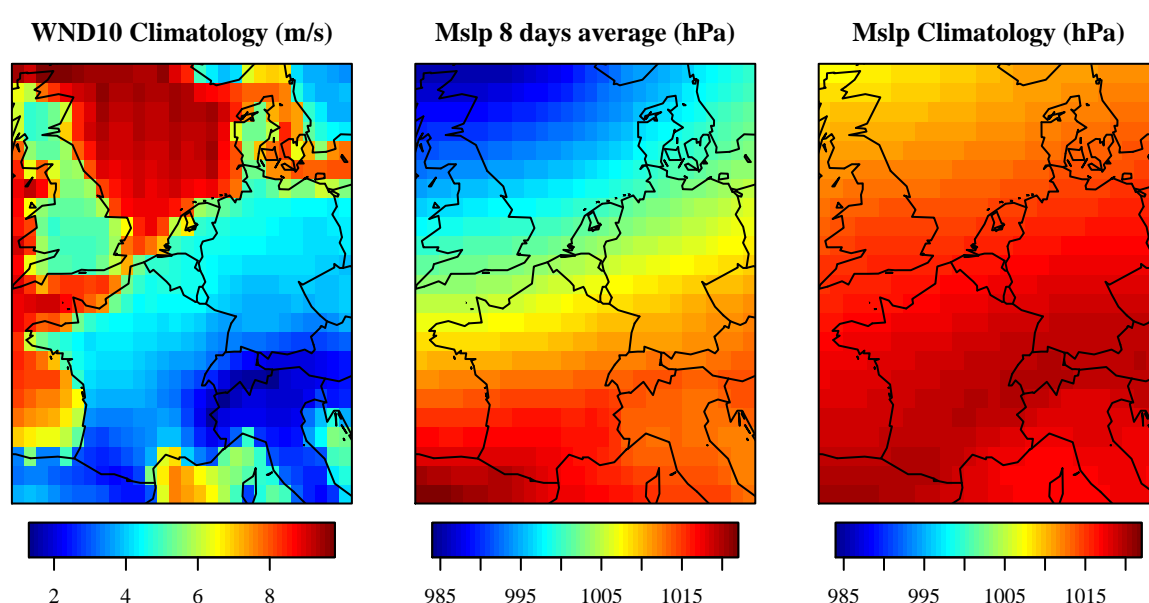 WND10 Climatology (m/s)
Mslp 8 days average (hPa)
Mslp Climatology (hPa)
2 4 6 8
985 995 1005 1015
985 995 1005 1015